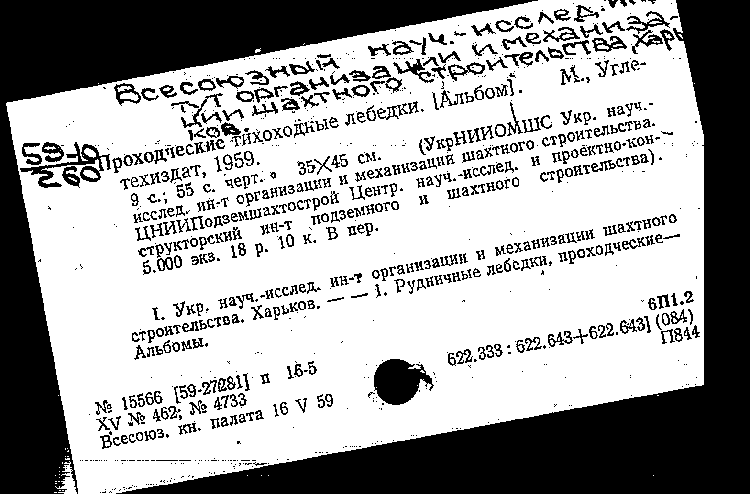 Всесоюзный науч.-исслед. инсти-
тут организации и механиза-
ции шахтного строительства, Харь
ков.
59-10
260
Проходческие тихоходные лебедки. [Альбом]. М., Угле-
техиздат, 1959.
9 с.; 55 с. черт. 35×45 см. (УкрНИИОМШС Укр. науч.-
исслед. ин-т организации и механизации шахтного строительства.
ЦНИИПодземшахтострой Центр. науч.-исслед. и проектно-кон-
структорский ин-т подземного и шахтного строительства).
5.000 экз. 18 р. 10 к. В пер.
I. Укр. науч.-исслед. ин-т организации и механизации шахтного
строительства. Харьков. — — 1. Рудничные лебедки, проходческие—
Альбомы.
6П1.2
622.333 : 622.643+622.643] (084)
П844
№ 15566 [59-27281] п 16-5
XV № 462; № 4733
Всесоюз. кн. палата 16 V 59